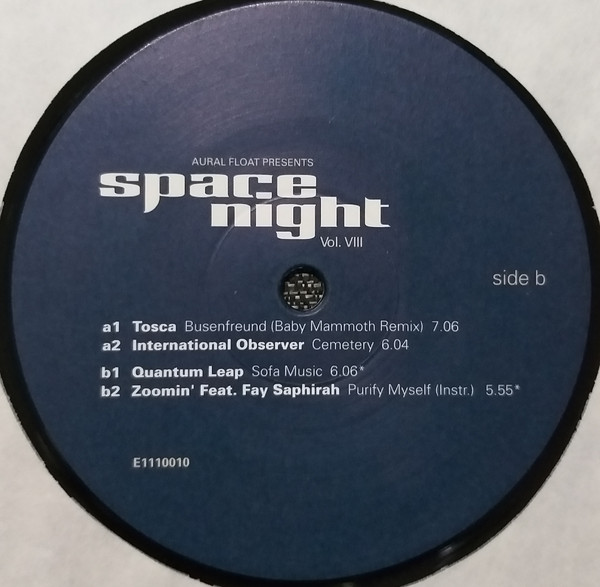 AURAL FLOAT PRESENTS
space
night
Vol. VIII
side b
a1 Tosca Busenfreund (Baby Mammoth Remix) 7.06
a2 International Observer Cemetery 6.04
b1 Quantum Leap Sofa Music 6.06*
b2 Zoomin' Feat. Fay Saphirah Purify Myself (Instr.) 5.55*
E1110010